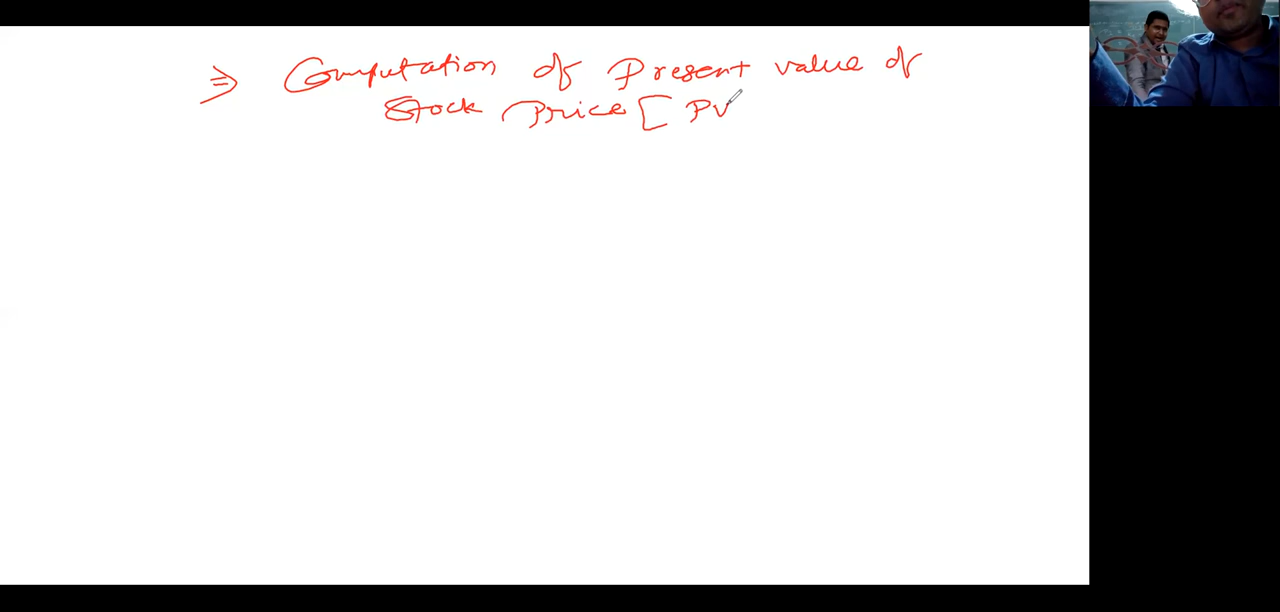 ⇒ Computation of Present value of
Stock Price [ PV